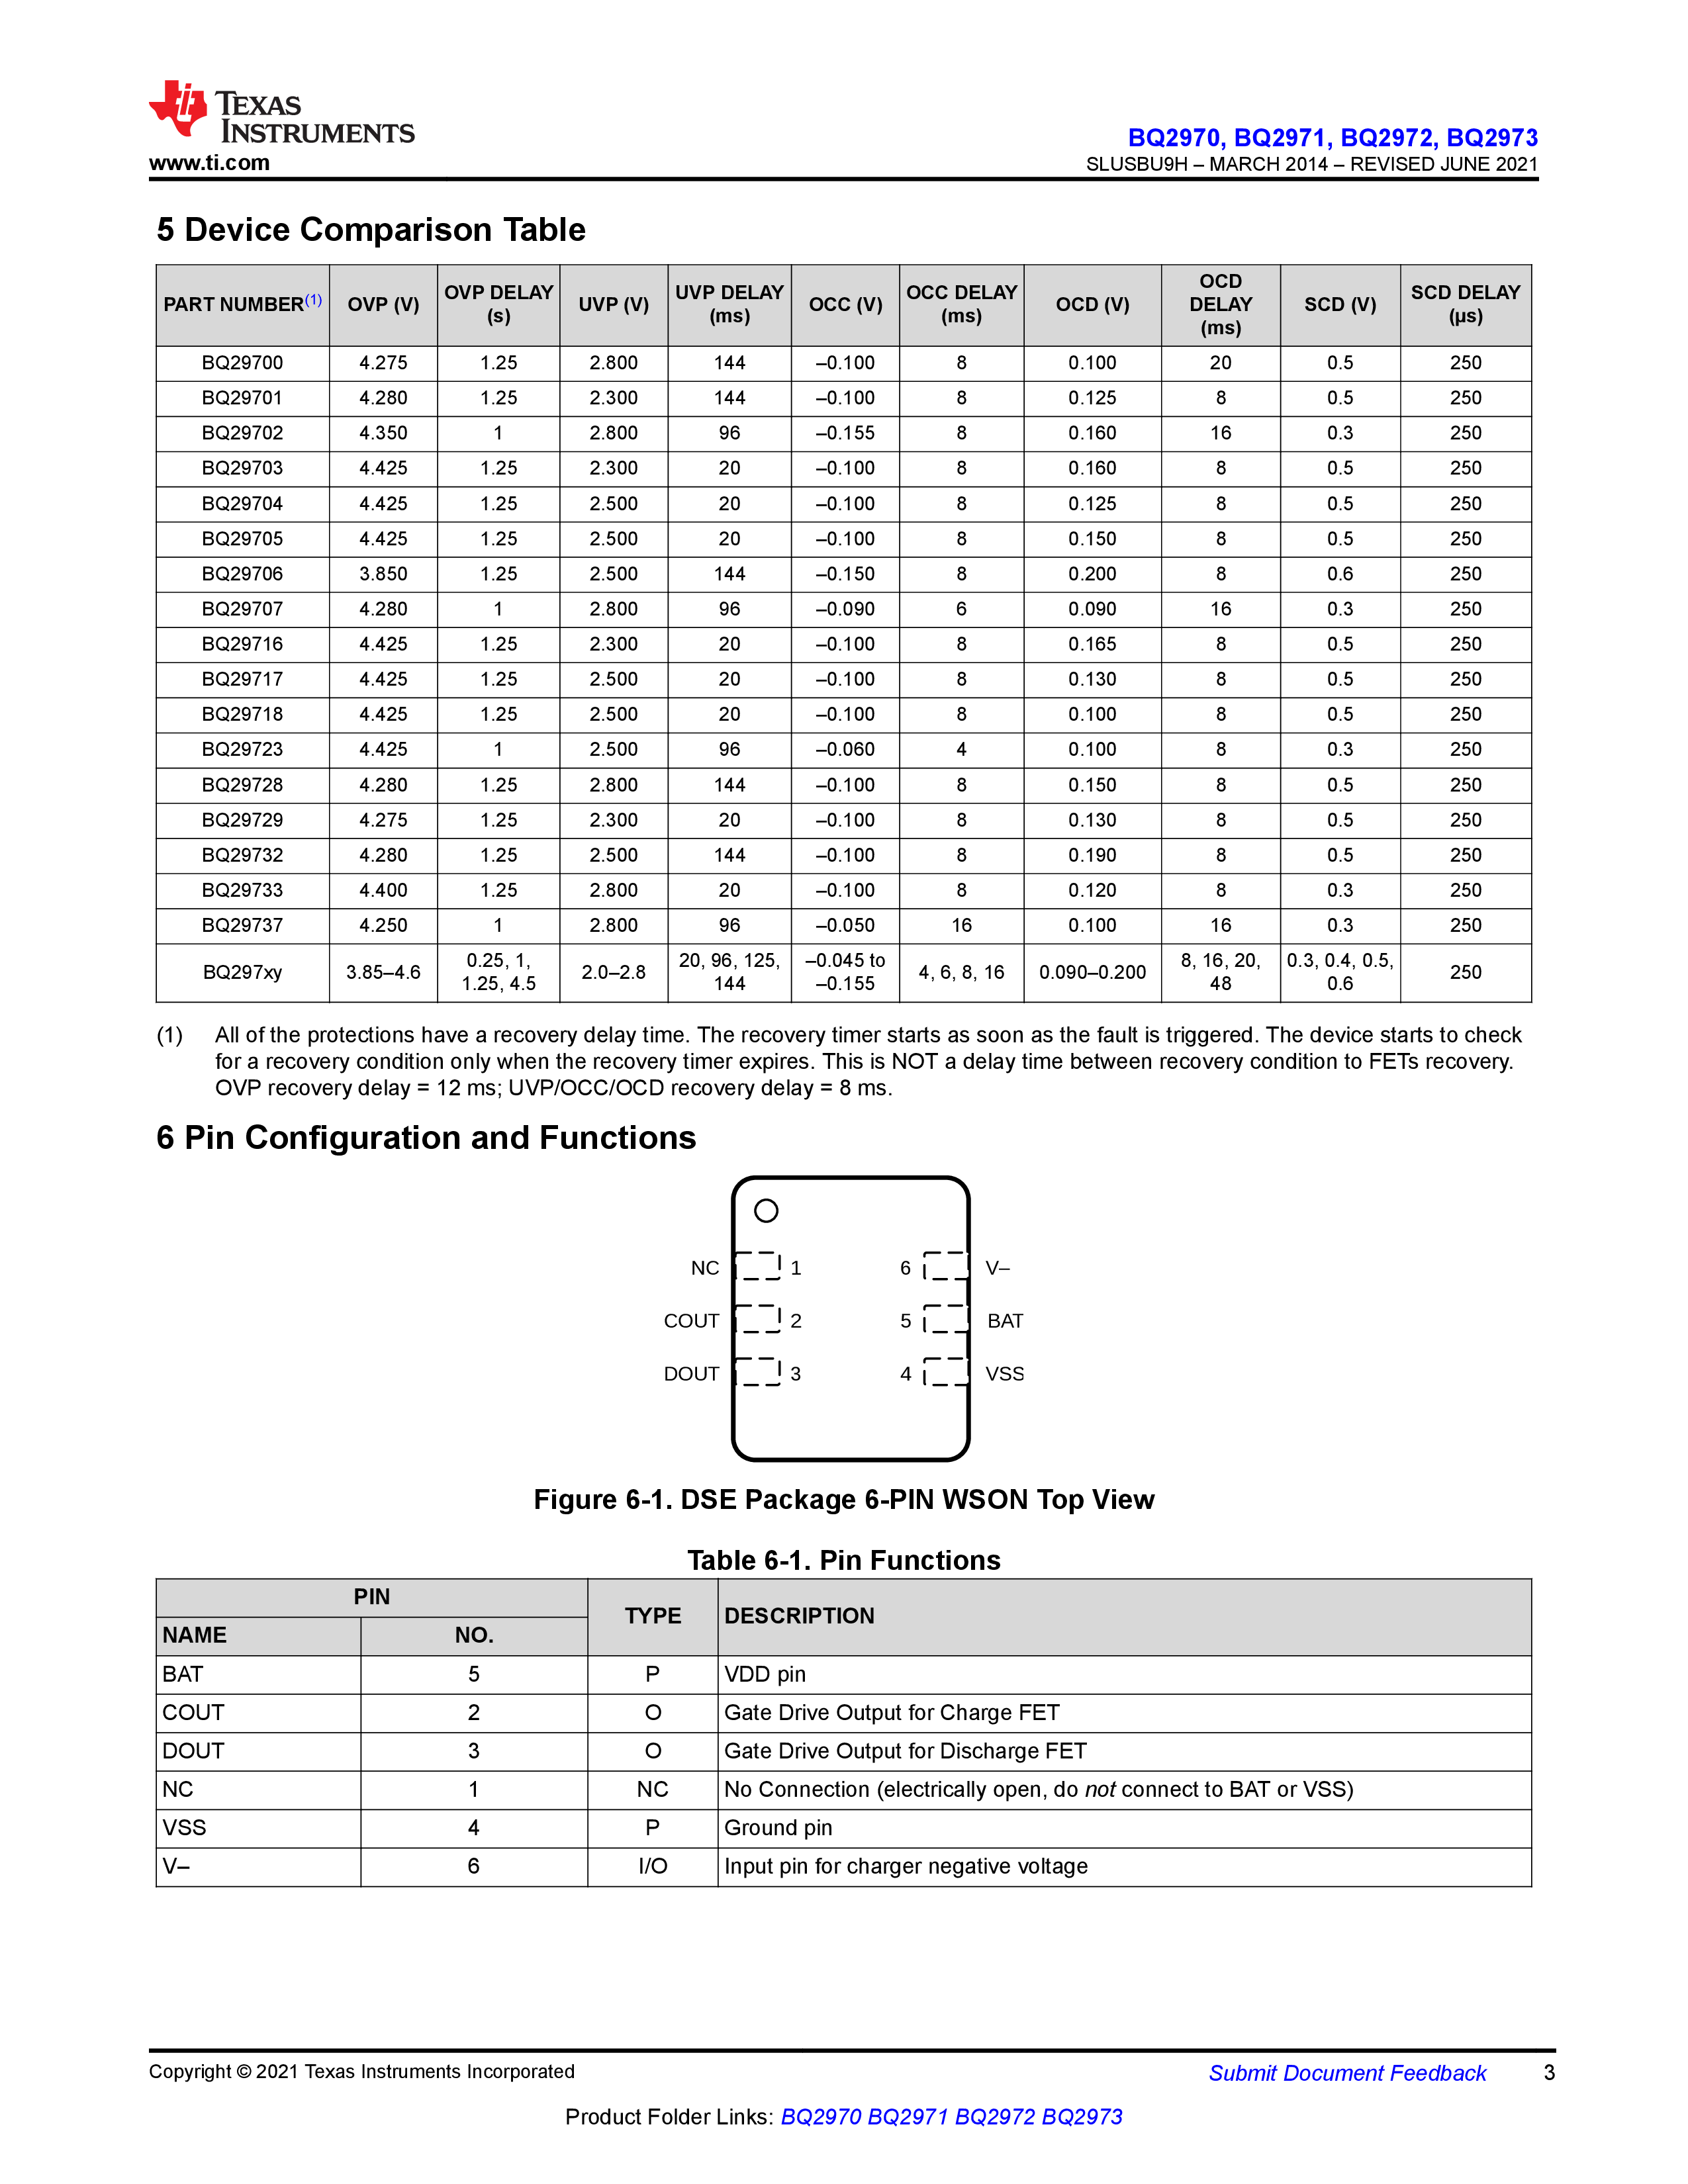 TEXAS
INSTRUMENTS
www.ti.com
BQ2970, BQ2971, BQ2972, BQ2973
SLUSBU9H – MARCH 2014 – REVISED JUNE 2021
5 Device Comparison Table
PART NUMBER(1) OVP (V) OVP DELAY (s) UVP (V) UVP DELAY (ms) OCC (V) OCC DELAY (ms) OCD (V) OCD DELAY (ms) SCD (V) SCD DELAY (µs)
BQ29700 4.275 1.25 2.800 144 –0.100 8 0.100 20 0.5 250
BQ29701 4.280 1.25 2.300 144 –0.100 8 0.125 8 0.5 250
BQ29702 4.350 1 2.800 96 –0.155 8 0.160 16 0.3 250
BQ29703 4.425 1.25 2.300 20 –0.100 8 0.160 8 0.5 250
BQ29704 4.425 1.25 2.500 20 –0.100 8 0.125 8 0.5 250
BQ29705 4.425 1.25 2.500 20 –0.100 8 0.150 8 0.5 250
BQ29706 3.850 1.25 2.500 144 –0.150 8 0.200 8 0.6 250
BQ29707 4.280 1 2.800 96 –0.090 6 0.090 16 0.3 250
BQ29716 4.425 1.25 2.300 20 –0.100 8 0.165 8 0.5 250
BQ29717 4.425 1.25 2.500 20 –0.100 8 0.130 8 0.5 250
BQ29718 4.425 1.25 2.500 20 –0.100 8 0.100 8 0.5 250
BQ29723 4.425 1 2.500 96 –0.060 4 0.100 8 0.3 250
BQ29728 4.280 1.25 2.800 144 –0.100 8 0.150 8 0.5 250
BQ29729 4.275 1.25 2.300 20 –0.100 8 0.130 8 0.5 250
BQ29732 4.280 1.25 2.500 144 –0.100 8 0.190 8 0.5 250
BQ29733 4.400 1.25 2.800 20 –0.100 8 0.120 8 0.3 250
BQ29737 4.250 1 2.800 96 –0.050 16 0.100 16 0.3 250
BQ297xy 3.85–4.6 0.25, 1, 1.25, 4.5 2.0–2.8 20, 96, 125, 144 –0.045 to –0.155 4, 6, 8, 16 0.090–0.200 8, 16, 20, 48 0.3, 0.4, 0.5, 0.6 250
(1) All of the protections have a recovery delay time. The recovery timer starts as soon as the fault is triggered. The device starts to check
for a recovery condition only when the recovery timer expires. This is NOT a delay time between recovery condition to FETs recovery.
OVP recovery delay = 12 ms; UVP/OCC/OCD recovery delay = 8 ms.
6 Pin Configuration and Functions
NC 1 6 V–
COUT 2 5 BAT
DOUT 3 4 VSS
Figure 6-1. DSE Package 6-PIN WSON Top View
Table 6-1. Pin Functions
PIN TYPE DESCRIPTION
NAME NO.
BAT 5 P VDD pin
COUT 2 O Gate Drive Output for Charge FET
DOUT 3 O Gate Drive Output for Discharge FET
NC 1 NC No Connection (electrically open, do not connect to BAT or VSS)
VSS 4 P Ground pin
V– 6 I/O Input pin for charger negative voltage
Copyright © 2021 Texas Instruments Incorporated
Submit Document Feedback 3
Product Folder Links: BQ2970 BQ2971 BQ2972 BQ2973